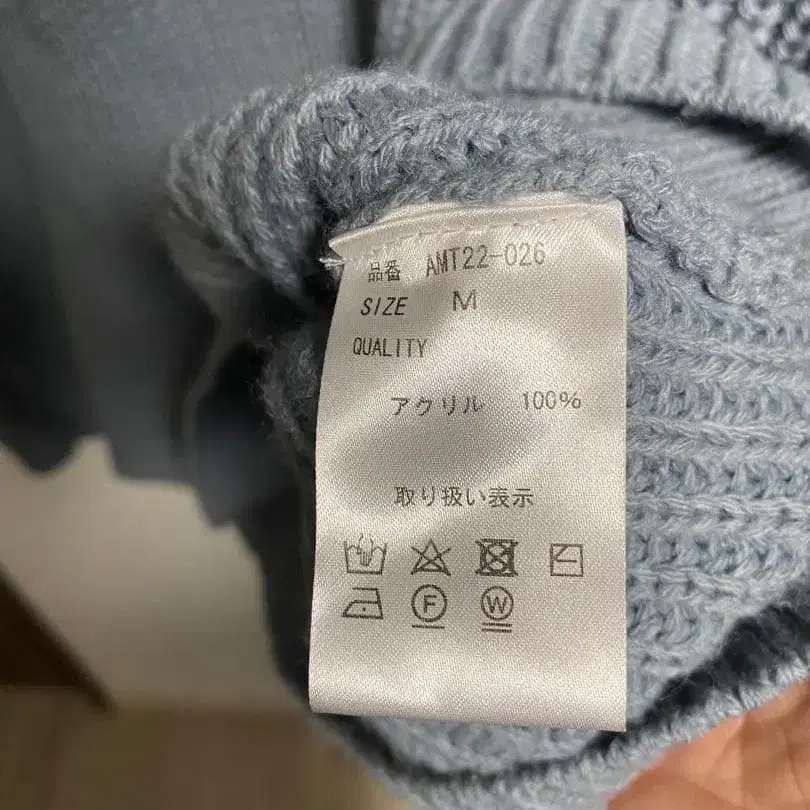 品番 AMT22-026
SIZE M
QUALITY
アクリル 100%
取り扱い表示
F W